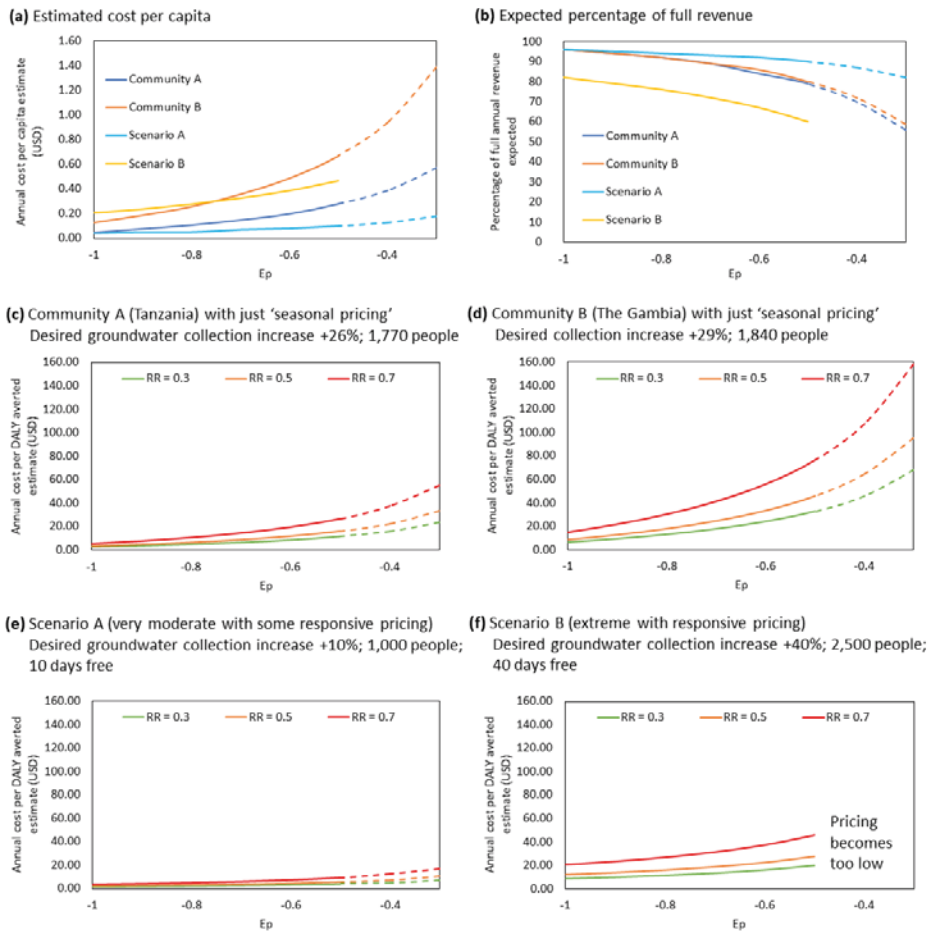 (a) Estimated cost per capita
Annual cost per capita estimate
(USD)
1.60
1.40
1.20
1.00
0.80
0.60
0.40
0.20
0.00
Community A
Community B
Scenario A
Scenario B
-1
-0.8
-0.6
-0.4
Ep
(b) Expected percentage of full revenue
Percentage of full annual revenue
expected
100
90
80
70
60
50
40
30
20
10
0
Community A
Community B
Scenario A
Scenario B
-1
-0.8
-0.6
-0.4
Ep
(c) Community A (Tanzania) with just ‘seasonal pricing’
Desired groundwater collection increase +26%; 1,770 people
Annual cost per DALY averted
estimate (USD)
160.00
140.00
120.00
100.00
80.00
60.00
40.00
20.00
0.00
RR = 0.3
RR = 0.5
RR = 0.7
-1
-0.8
-0.6
-0.4
Ep
(d) Community B (The Gambia) with just ‘seasonal pricing’
Desired collection increase +29%; 1,840 people
Annual cost per DALY averted
estimate (USD)
160.00
140.00
120.00
100.00
80.00
60.00
40.00
20.00
0.00
RR = 0.3
RR = 0.5
RR = 0.7
-1
-0.8
-0.6
-0.4
Ep
(e) Scenario A (very moderate with some responsive pricing)
Desired groundwater collection increase +10%; 1,000 people;
10 days free
Annual cost per DALY averted
estimate (USD)
160.00
140.00
120.00
100.00
80.00
60.00
40.00
20.00
0.00
RR = 0.3
RR = 0.5
RR = 0.7
-1
-0.8
-0.6
-0.4
Ep
(f) Scenario B (extreme with responsive pricing)
Desired groundwater collection increase +40%; 2,500 people;
40 days free
Annual cost per DALY averted
estimate (USD)
160.00
140.00
120.00
100.00
80.00
60.00
40.00
20.00
0.00
RR = 0.3
RR = 0.5
RR = 0.7
Pricing
becomes
too low
-1
-0.8
-0.6
-0.4
Ep